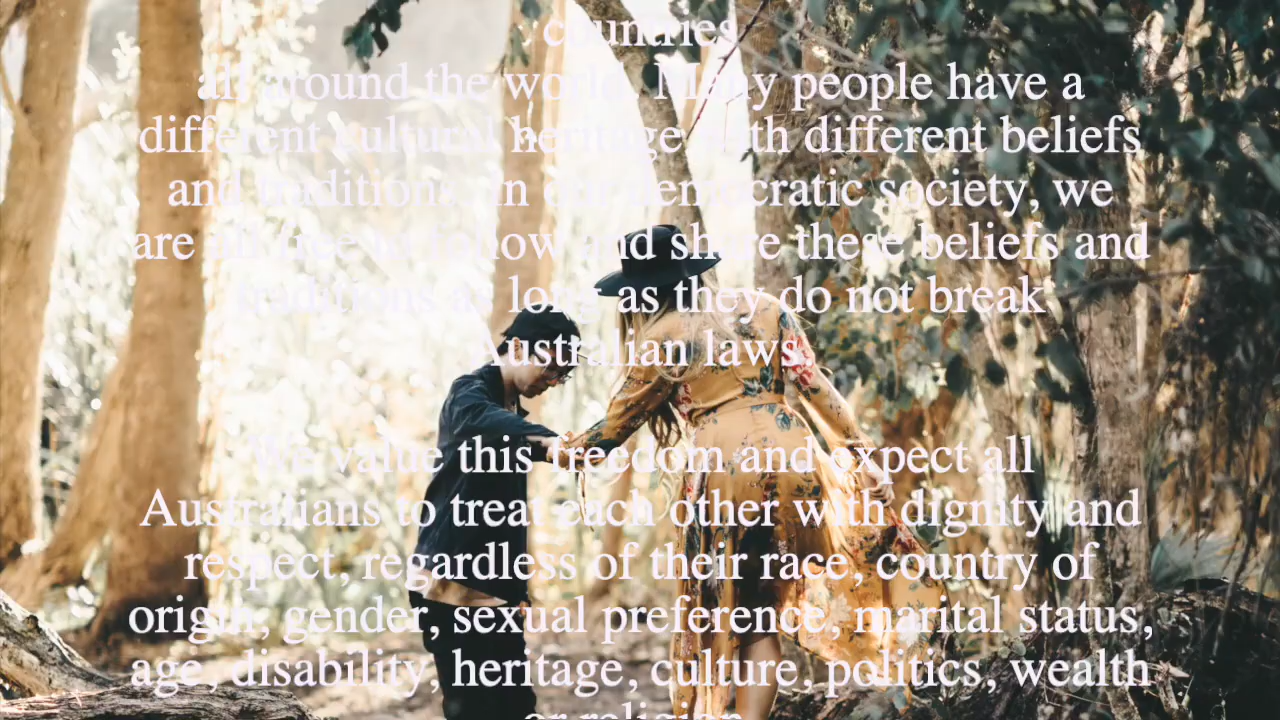 countries
all around the world. Many people have a
different cultural heritage with different beliefs
and traditions. In our democratic society, we
are all free to follow and share these beliefs and
traditions as long as they do not break
Australian laws.
We value this freedom and expect all
Australians to treat each other with dignity and
respect, regardless of their race, country of
origin, gender, sexual preference, marital status,
age, disability, heritage, culture, politics, wealth
or religion